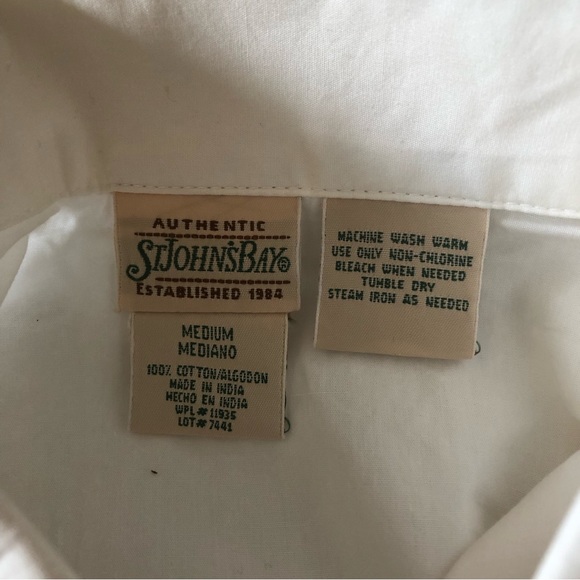 AUTHENTIC
ST.JOHN'S BAY®
ESTABLISHED 1984
MEDIUM
MEDIANO
100% COTTON/ALGODON
MADE IN INDIA
HECHO EN INDIA
WPL# 11935
LOT# 7441
MACHINE WASH WARM
USE ONLY NON-CHLORINE
BLEACH WHEN NEEDED
TUMBLE DRY
STEAM IRON AS NEEDED